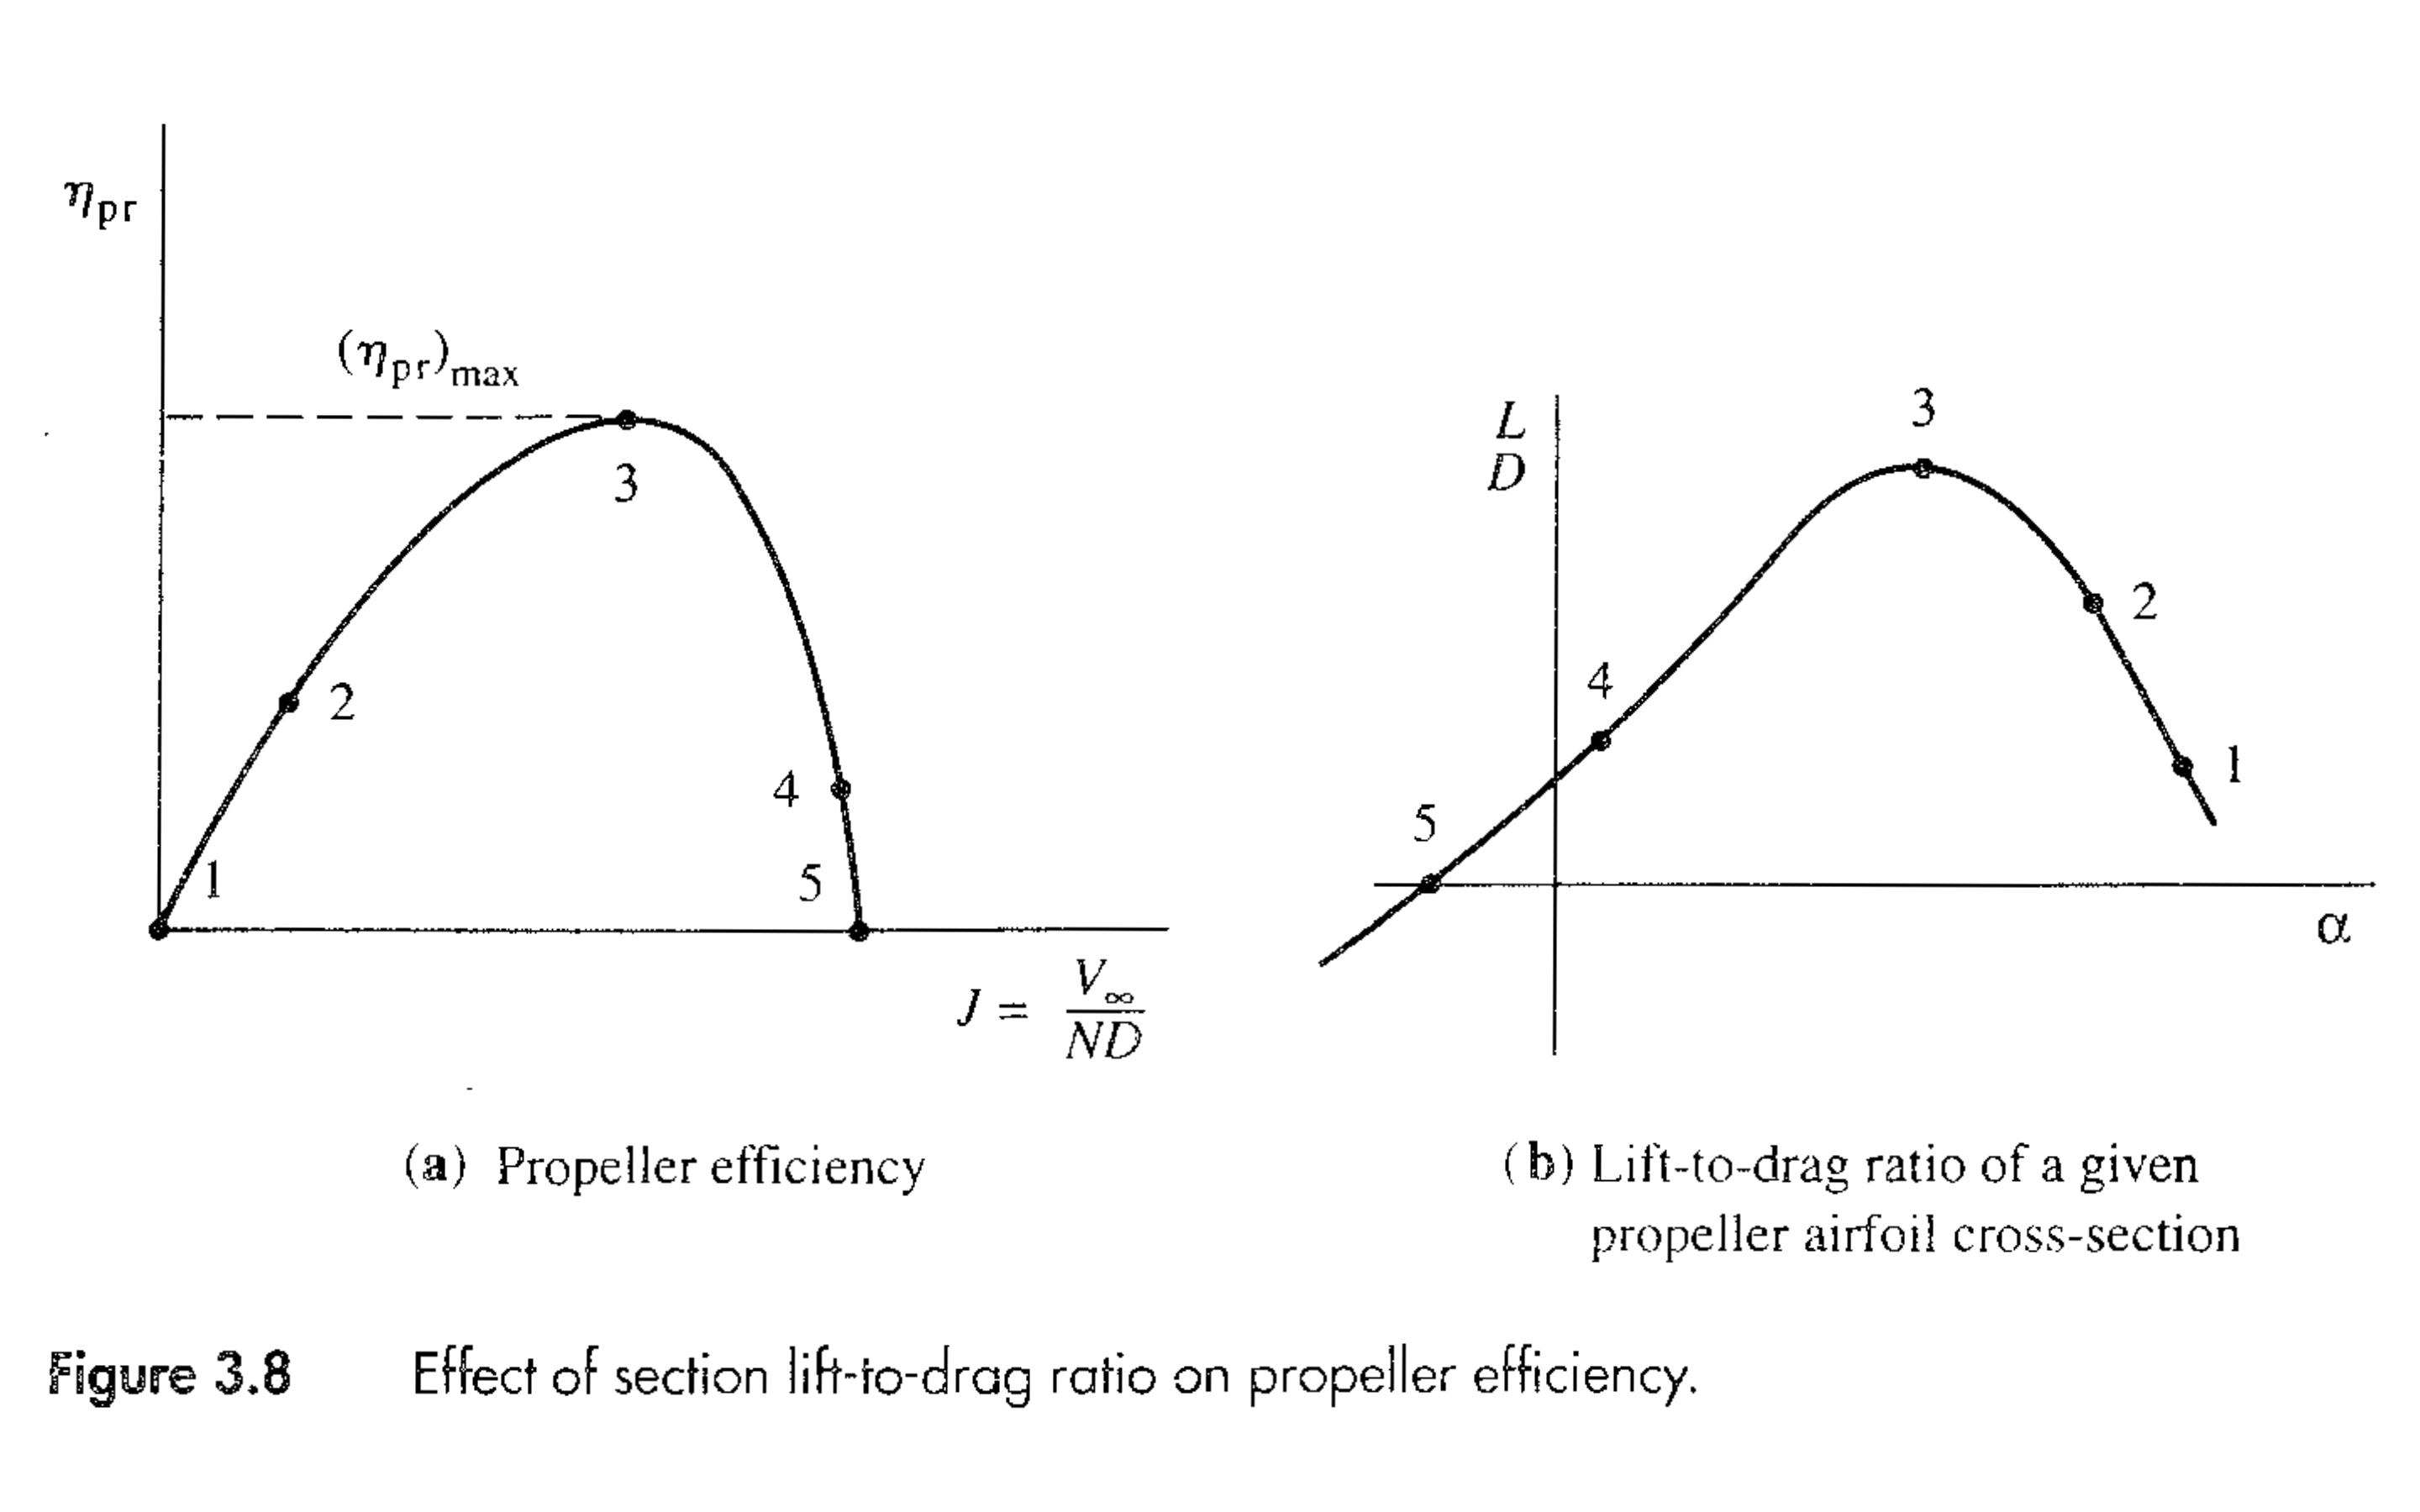 η_pr
(η_pr)_max
3
2
4
1
5
J = V_∞/ND
(a) Propeller efficiency
L
D
3
2
4
1
5
α
(b) Lift-to-drag ratio of a given
propeller airfoil cross-section
Figure 3.8 Effect of section lift-to-drag ratio on propeller efficiency.